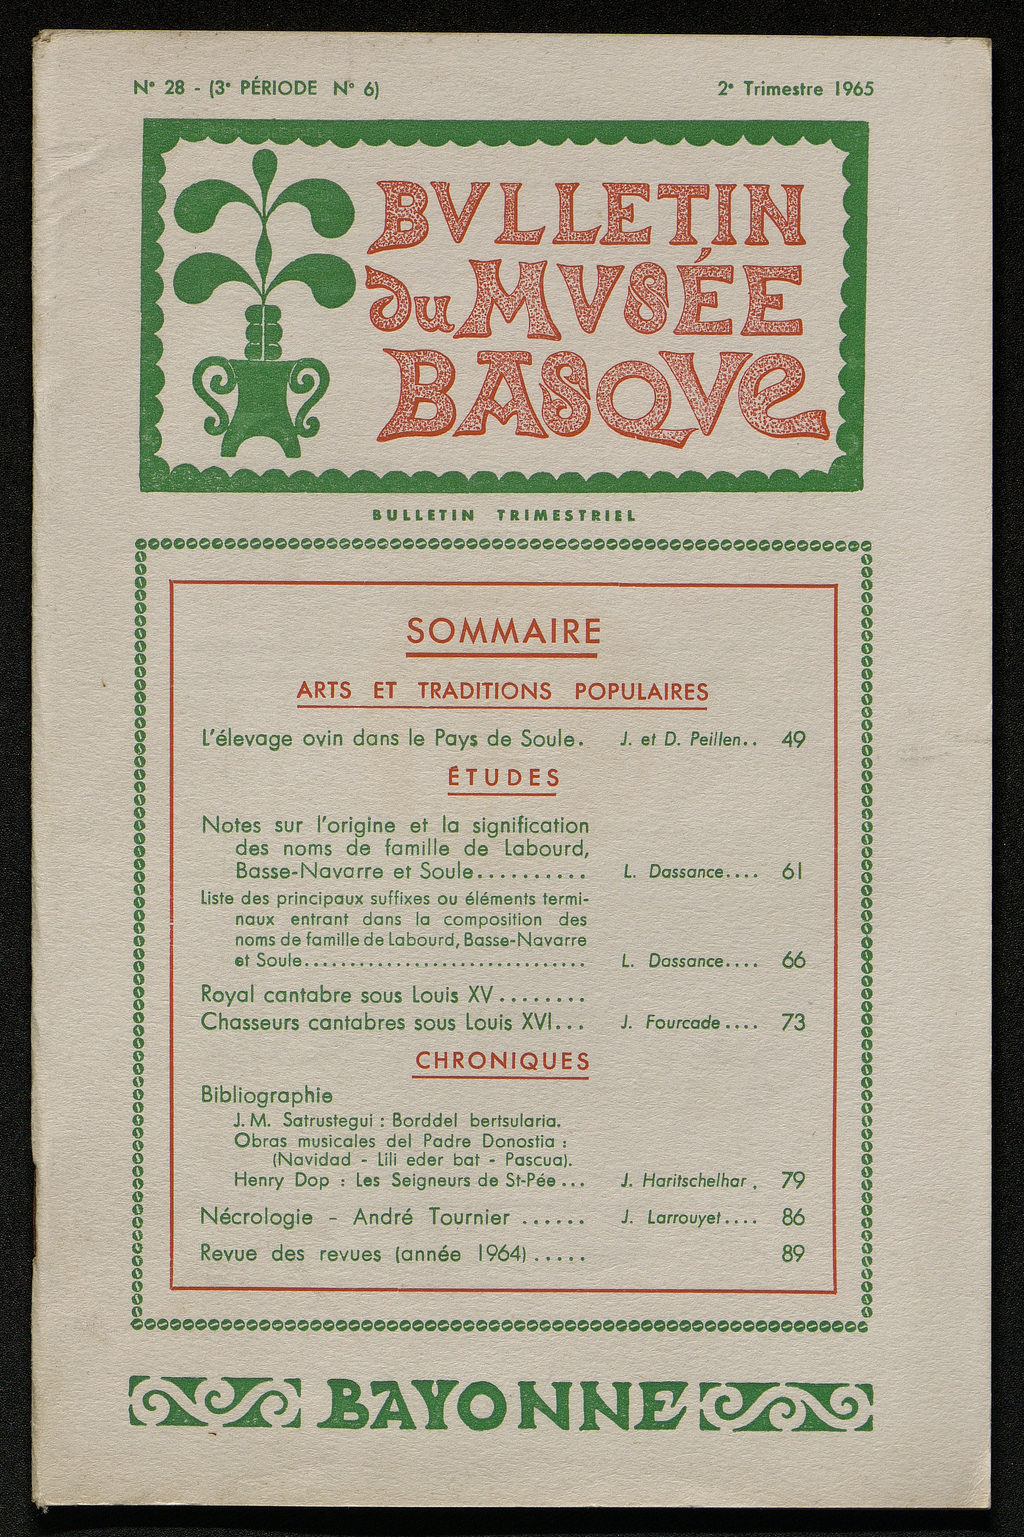 N° 28 - (3e PÉRIODE N° 6)
2e Trimestre 1965
BVLLETIN
du MVSÉE
BASQVe
BULLETIN TRIMESTRIEL
SOMMAIRE
ARTS ET TRADITIONS POPULAIRES
L'élevage ovin dans le Pays de Soule. J. et D. Peillen.. 49
ÉTUDES
Notes sur l'origine et la signification
des noms de famille de Labourd,
Basse-Navarre et Soule.......... L. Dassance.... 61
Liste des principaux suffixes ou éléments termi-
naux entrant dans la composition des
noms de famille de Labourd, Basse-Navarre
et Soule............................... L. Dassance.... 66
Royal cantabre sous Louis XV........
Chasseurs cantabres sous Louis XVI... J. Fourcade.... 73
CHRONIQUES
Bibliographie
J. M. Satrustegui : Borddel bertsularia.
Obras musicales del Padre Donostia :
(Navidad - Lili eder bat - Pascua).
Henry Dop : Les Seigneurs de St-Pée... J. Haritschelhar . 79
Nécrologie - André Tournier ...... J. Larrouyet.... 86
Revue des revues (année 1964)..... 89
BAYONNE